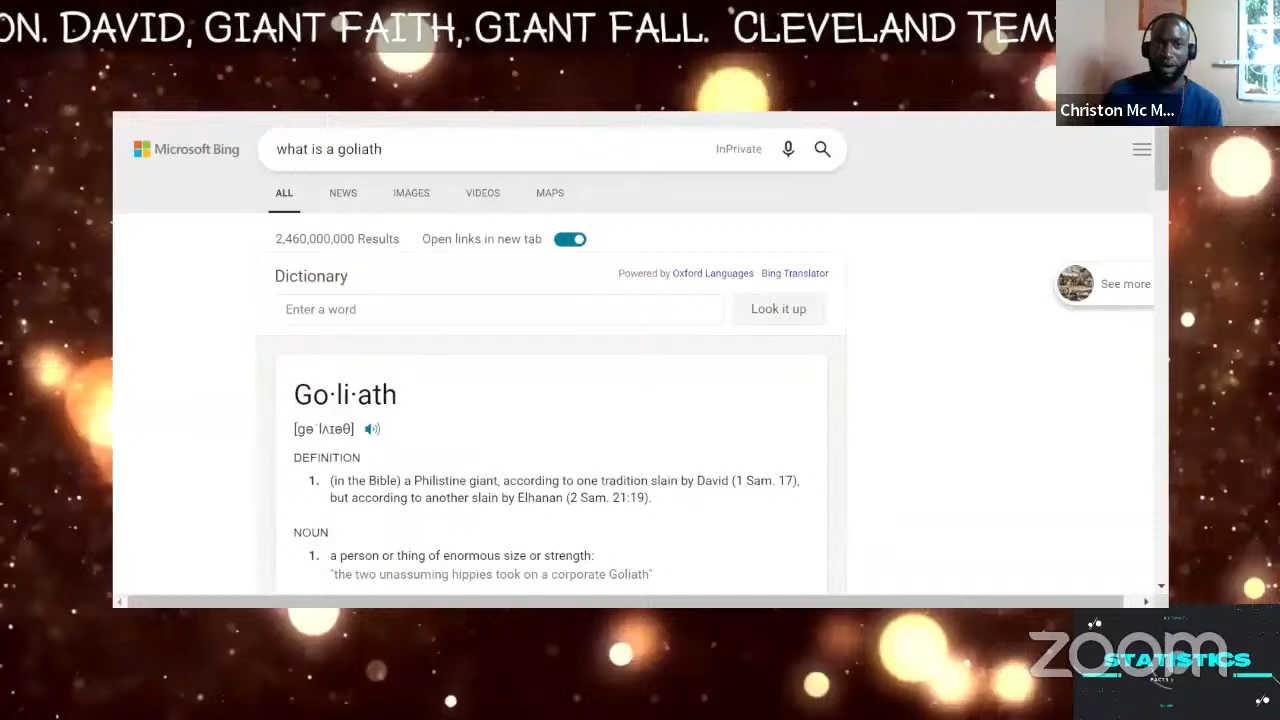 ON. DAVID, GIANT FAITH, GIANT FALL. CLEVELAND TEM
Christon Mc M...
Microsoft Bing
what is a goliath
InPrivate
ALL
NEWS
IMAGES
VIDEOS
MAPS
2,460,000,000 Results
Open links in new tab
Dictionary
Powered by Oxford Languages · Bing Translator
Enter a word
Look it up
See more
Go·li·ath
[ɡəˈlʌɪəθ]
DEFINITION
1. (in the Bible) a Philistine giant, according to one tradition slain by David (1 Sam. 17),
but according to another slain by Elhanan (2 Sam. 21:19).
NOUN
1. a person or thing of enormous size or strength:
"the two unassuming hippies took on a corporate Goliath"
zoom
STATISTICS